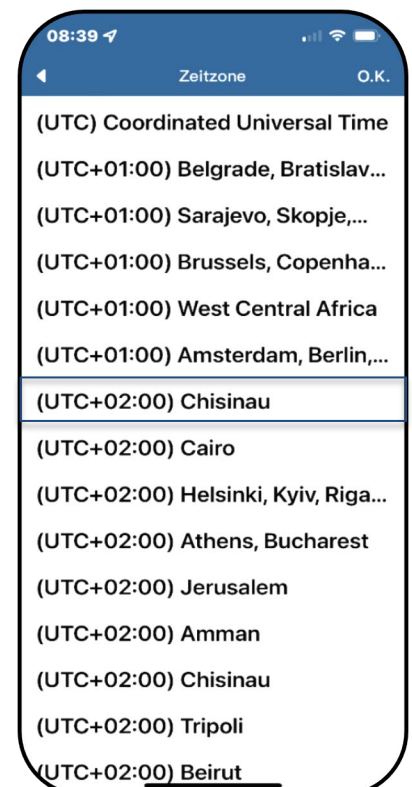 08:39
Zeitzone O.K.
(UTC) Coordinated Universal Time
(UTC+01:00) Belgrade, Bratislav...
(UTC+01:00) Sarajevo, Skopje,...
(UTC+01:00) Brussels, Copenha...
(UTC+01:00) West Central Africa
(UTC+01:00) Amsterdam, Berlin,...
(UTC+02:00) Chisinau
(UTC+02:00) Cairo
(UTC+02:00) Helsinki, Kyiv, Riga...
(UTC+02:00) Athens, Bucharest
(UTC+02:00) Jerusalem
(UTC+02:00) Amman
(UTC+02:00) Chisinau
(UTC+02:00) Tripoli
(UTC+02:00) Beirut